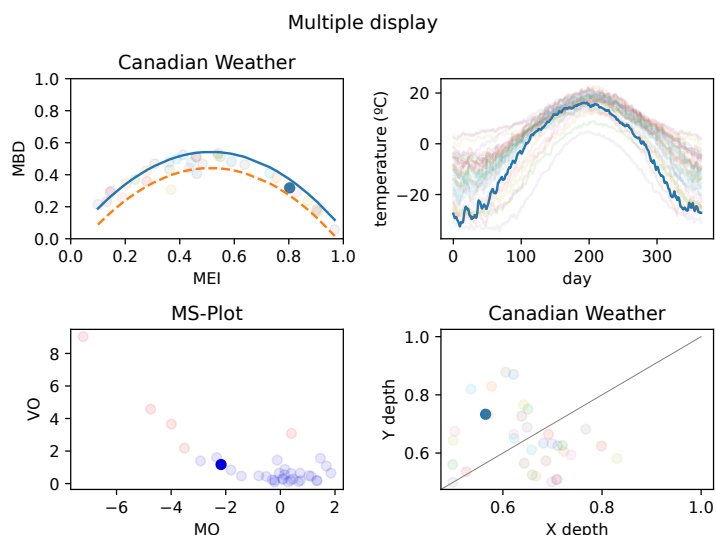 Multiple display
Canadian Weather
1.0
0.8
0.6
0.4
0.2
0.0
MBD
0.0 0.2 0.4 0.6 0.8 1.0
MEI
20
0
−20
temperature (ºC)
0 100 200 300
day
MS-Plot
8
6
4
2
0
VO
−6 −4 −2 0 2
MO
Canadian Weather
1.0
0.8
0.6
Y depth
0.6 0.8 1.0
X depth